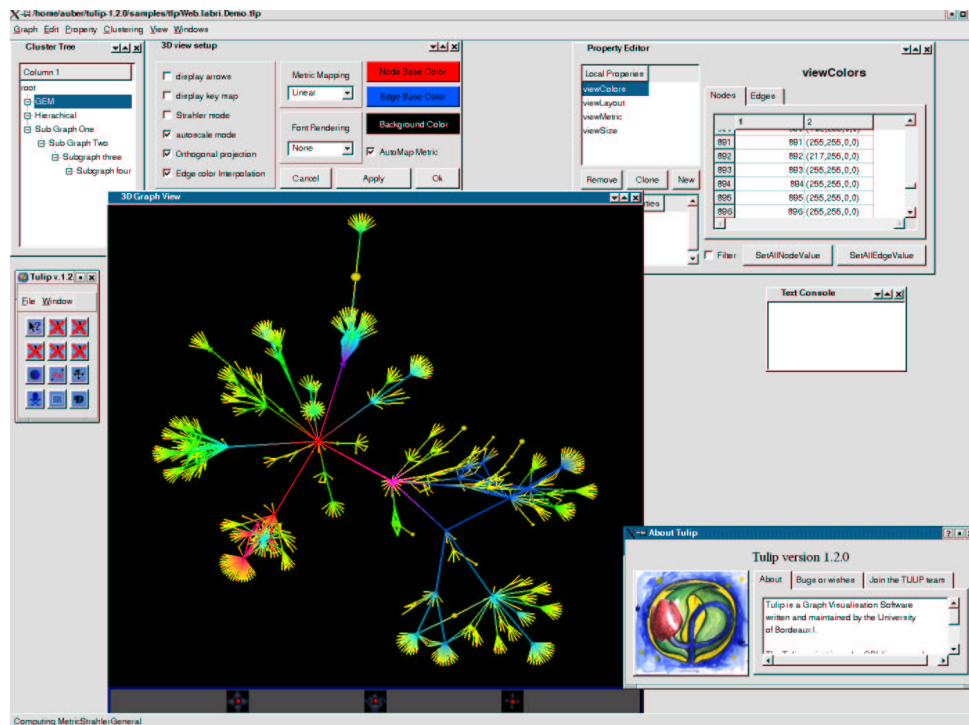 /home/auber/tulip-1.2.0/samples/tlp/Web.labri.Demo.tlp
Graph Edit Property Clustering View Windows
Cluster Tree
Column 1
root
GEM
Hierachical
Sub Graph One
Sub Graph Two
Subgraph three
Subgraph four
3D view setup
display arrows
display key map
Strahler mode
autoscale mode
Orthogonal projection
Edge color Interpolation
Metric Mapping
Linear
Font Rendering
None
Node Base Color
Edge Base Color
Background Color
AutoMap Metric
Cancel Apply Ok
Property Editor
Local Properies
viewColors
viewLayout
viewMetric
viewSize
Remove Clone New
viewColors
Nodes Edges
1 2
891 891 (255,255,0,0)
892 892 (217,255,0,0)
893 893 (255,255,0,0)
894 894 (255,255,0,0)
895 895 (255,255,0,0)
896 896 (255,255,0,0)
Filter SetAllNodeValue SetAllEdgeValue
3D Graph View
Tulip v.1.2
File Window
Text Console
About Tulip
Tulip version 1.2.0
About Bugs or wishes Join the TULIP team
Tulip is a Graph Visualisation Software
written and maintained by the University
of Bordeaux I.
Computing MetricStrahlerGeneral